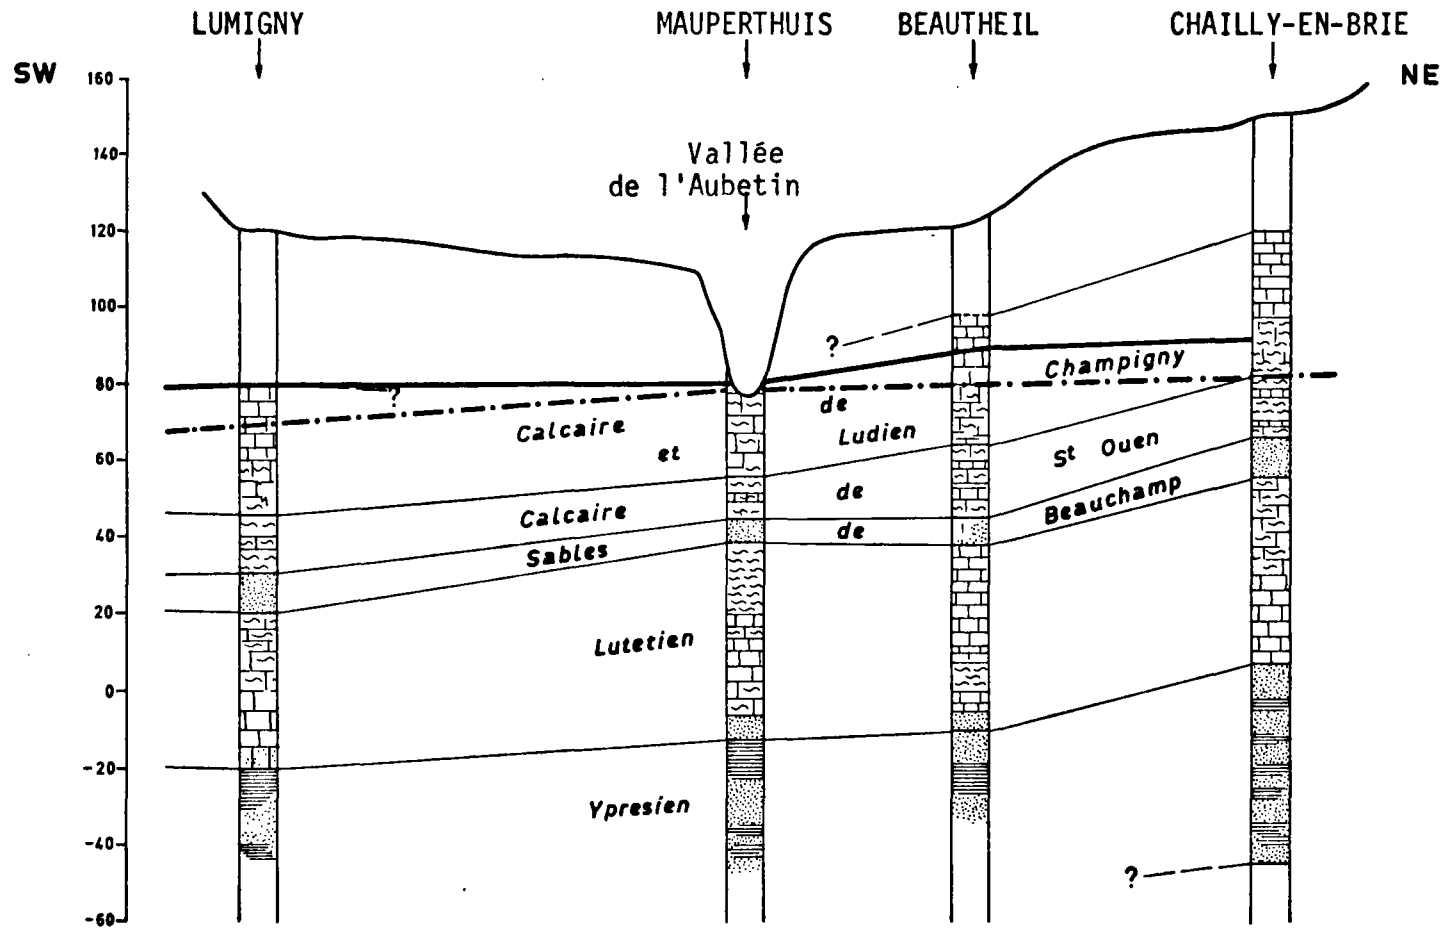 LUMIGNY MAUPERTHUIS BEAUTHEIL CHAILLY-EN-BRIE
SW NE
160
140
120
100
80
60
40
20
0
-20
-40
-60
Vallée
de l'Aubetin
?
?
Calcaire et de Ludien de Champigny
Calcaire de St Ouen
Sables de Beauchamp
Lutetien
Ypresien
?